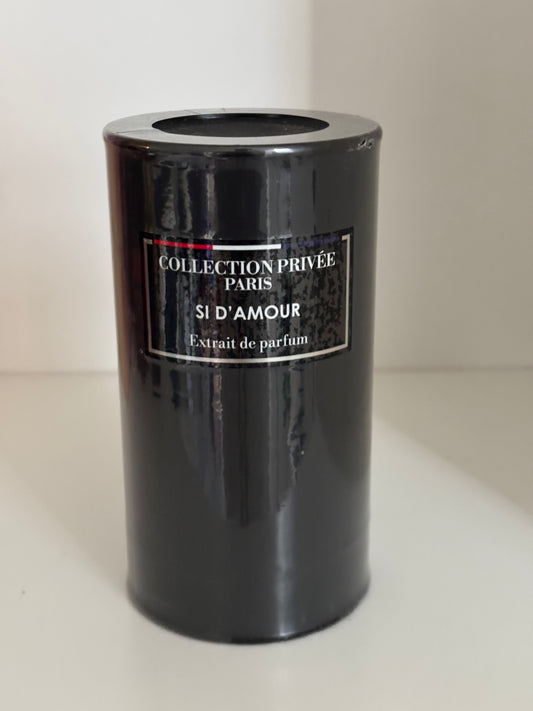 COLLECTION PRIVÉE
PARIS
SI D'AMOUR
Extrait de parfum